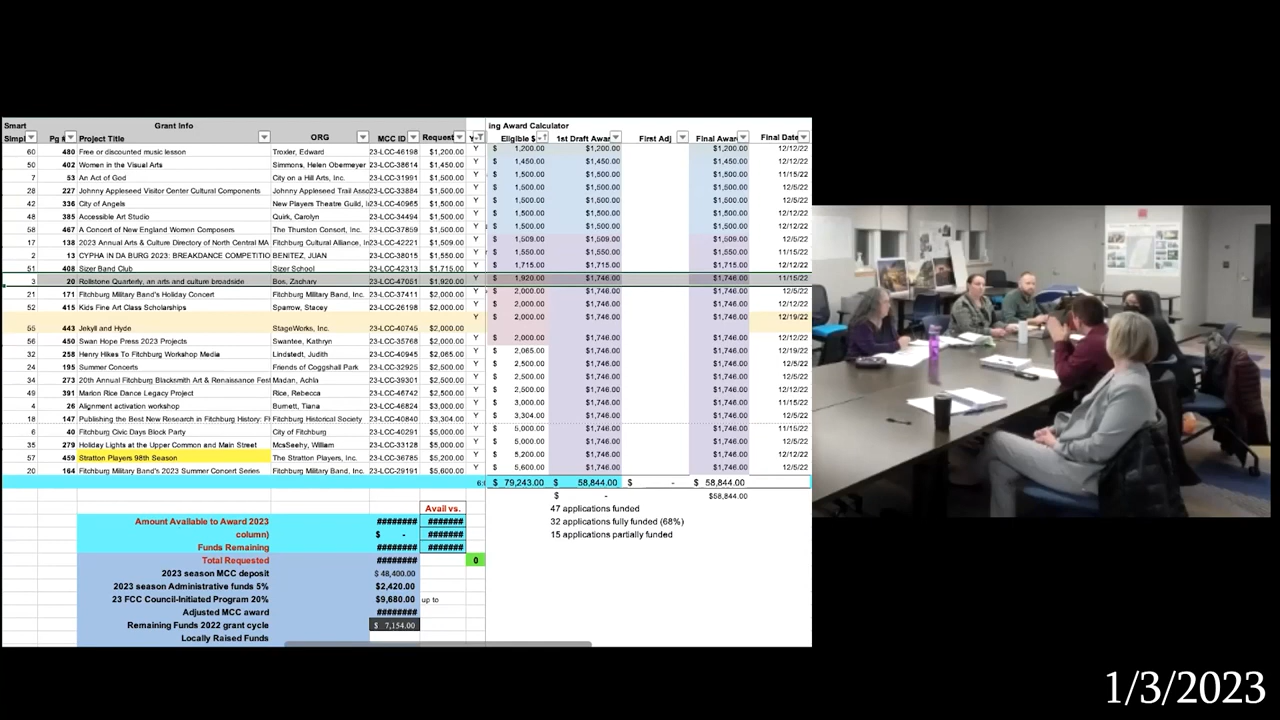 Smart Grant Info ing Award Calculator
Simpl Pg # Project Title ORG MCC ID Request Y Eligible $ 1st Draft Awar First Adj Final Awar Final Date
60 480 Free or discounted music lesson Troxler, Edward 23-LCC-46198 $1,200.00 Y $ 1,200.00 $1,200.00 $1,200.00 12/12/22
50 402 Women in the Visual Arts Simmons, Helen Obermeyer 23-LCC-38614 $1,450.00 Y $ 1,450.00 $1,450.00 $1,450.00 12/12/22
7 53 An Act of God City on a Hill Arts, Inc. 23-LCC-31991 $1,500.00 Y $ 1,500.00 $1,500.00 $1,500.00 11/15/22
28 227 Johnny Appleseed Visitor Center Cultural Components Johnny Appleseed Trail Asso 23-LCC-33884 $1,500.00 Y $ 1,500.00 $1,500.00 $1,500.00 12/5/22
42 336 City of Angels New Players Theatre Guild, I 23-LCC-40965 $1,500.00 Y $ 1,500.00 $1,500.00 $1,500.00 12/5/22
48 385 Accessible Art Studio Quirk, Carolyn 23-LCC-34494 $1,500.00 Y $ 1,500.00 $1,500.00 $1,500.00 12/12/22
58 467 A Concert of New England Women Composers The Thurston Consort, Inc. 23-LCC-37859 $1,500.00 Y $ 1,500.00 $1,500.00 $1,500.00 12/12/22
17 138 2023 Annual Arts & Culture Directory of North Central MA Fitchburg Cultural Alliance, I 23-LCC-42221 $1,509.00 Y $ 1,509.00 $1,509.00 $1,509.00 12/5/22
2 13 CYPHA IN DA BURG 2023: BREAKDANCE COMPETITIO BENITEZ, JUAN 23-LCC-38015 $1,550.00 Y $ 1,550.00 $1,550.00 $1,550.00 11/15/22
51 408 Sizer Band Club Sizer School 23-LCC-42313 $1,715.00 Y $ 1,715.00 $1,715.00 $1,715.00 12/12/22
3 20 Rollstone Quarterly, an arts and culture broadside Bos, Zachary 23-LCC-47051 $1,920.00 Y $ 1,920.00 $1,746.00 $1,746.00 11/15/22
21 171 Fitchburg Military Band's Holiday Concert Fitchburg Military Band, Inc. 23-LCC-37411 $2,000.00 Y $ 2,000.00 $1,746.00 $1,746.00 12/5/22
52 415 Kids Fine Art Class Scholarships Sparrow, Stacey 23-LCC-26198 $2,000.00 Y $ 2,000.00 $1,746.00 $1,746.00 12/12/22
55 443 Jekyll and Hyde StageWorks, Inc. 23-LCC-40745 $2,000.00 Y $ 2,000.00 $1,746.00 $1,746.00 12/19/22
56 450 Swan Hope Press 2023 Projects Swantee, Kathryn 23-LCC-35768 $2,000.00 Y $ 2,000.00 $1,746.00 $1,746.00 12/12/22
32 258 Henry Hikes To Fitchburg Workshop Media Lindstedt, Judith 23-LCC-40945 $2,065.00 Y $ 2,065.00 $1,746.00 $1,746.00 12/19/22
24 195 Summer Concerts Friends of Coggshall Park 23-LCC-32925 $2,500.00 Y $ 2,500.00 $1,746.00 $1,746.00 12/5/22
34 273 20th Annual Fitchburg Blacksmith Art & Renaissance Fest Madan, Achla 23-LCC-39301 $2,500.00 Y $ 2,500.00 $1,746.00 $1,746.00 12/5/22
49 391 Marion Rice Dance Legacy Project Rice, Rebecca 23-LCC-46742 $2,500.00 Y $ 2,500.00 $1,746.00 $1,746.00 12/12/22
4 26 Alignment activation workshop Burnett, Tiana 23-LCC-46824 $3,000.00 Y $ 3,000.00 $1,746.00 $1,746.00 11/15/22
18 147 Publishing the Best New Research in Fitchburg History: Fitchburg Historical Society 23-LCC-40840 $3,304.00 Y $ 3,304.00 $1,746.00 $1,746.00 12/5/22
6 40 Fitchburg Civic Days Block Party City of Fitchburg 23-LCC-40291 $5,000.00 Y $ 5,000.00 $1,746.00 $1,746.00 11/15/22
35 279 Holiday Lights at the Upper Common and Main Street McSeehy, William 23-LCC-33128 $5,000.00 Y $ 5,000.00 $1,746.00 $1,746.00 12/5/22
57 459 Stratton Players 98th Season The Stratton Players, Inc. 23-LCC-36785 $5,200.00 Y $ 5,200.00 $1,746.00 $1,746.00 12/12/22
20 164 Fitchburg Military Band's 2023 Summer Concert Series Fitchburg Military Band, Inc. 23-LCC-29191 $5,600.00 Y $ 5,600.00 $1,746.00 $1,746.00 12/5/22
$ 79,243.00 $ 58,844.00 $ - $ 58,844.00
$ - $58,844.00
Avail vs. 47 applications funded
Amount Available to Award 2023 ######## ####### 32 applications fully funded (68%)
column) $ - ####### 15 applications partially funded
Funds Remaining ######## #######
Total Requested ######## 0
2023 season MCC deposit $ 48,400.00
2023 season Administrative funds 5% $2,420.00
23 FCC Council-Initiated Program 20% $9,680.00 up to
Adjusted MCC award ########
Remaining Funds 2022 grant cycle $ 7,154.00
Locally Raised Funds
1/3/2023